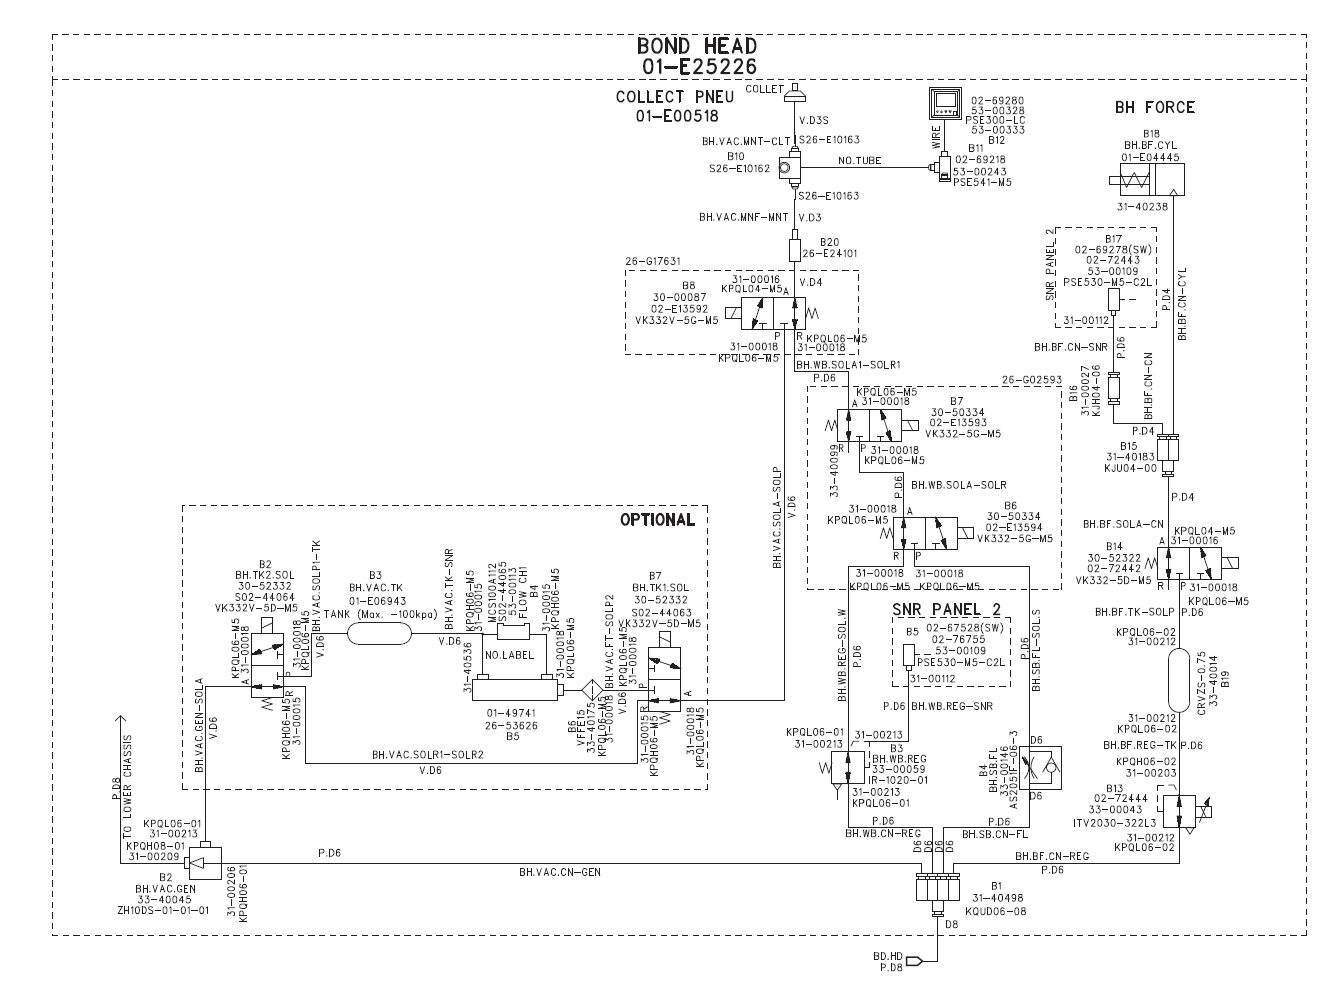 BOND HEAD
01-E25226
COLLECT PNEU
01-E00518
COLLET
V.D3S
BH.VAC.MNT-CLT
S26-E10163
B10
S26-E10162
NO.TUBE
S26-E10163
BH.VAC.MNF-MNT
V.D3
B20
26-E24101
WIRE
02-69280
53-00328
PSE300-LC
53-00333
B12
B11
02-69218
53-00243
PSE541-M5
BH FORCE
B18
BH.BF.CYL
01-E04445
31-40238
SNR PANEL 2
B17
02-69278(SW)
02-72443
53-00109
PSE530-M5-C2L
31-00112
BH.BF.CN-SNR
P.D6
P.D4
BH.BF.CN-CYL
B16
31-00027
KJH04-06
BH.BF.CN-CN
P.D4
B15
31-40183
KJU04-00
P.D4
BH.BF.SOLA-CN
KPQL04-M5
31-00016
A
B14
30-52322
02-72442
VK332-5D-M5
R
P
31-00018
KPQL06-M5
BH.BF.TK-SOLP
P.D6
KPQL06-02
31-00212
CRVZS-0.75
33-40014
B19
31-00212
KPQL06-02
BH.BF.REG-TK
P.D6
KPQH06-02
31-00203
B13
02-72444
33-00043
ITV2030-322L3
31-00212
KPQL06-02
BH.BF.CN-REG
P.D6
26-G17631
31-00016
KPQL04-M5
A
V.D4
B8
30-00087
02-E13592
VK332V-5G-M5
P
R
KPQL06-M5
31-00018
31-00018
KPQL06-M5
BH.WB.SOLA1-SOLR1
P.D6
26-G02593
KPQL06-M5
31-00018
A
B7
30-50334
02-E13593
VK332-5G-M5
R
P
31-00018
KPQL06-M5
33-40099
P.D6
BH.WB.SOLA-SOLR
31-00018
KPQL06-M5
A
B6
30-50334
02-E13594
VK332-5G-M5
R
P
31-00018
31-00018
KPQL06-M5
KPQL06-M5
BH.VAC.SOLA-SOLP
V.D6
SNR PANEL 2
B5
02-67528(SW)
02-76755
53-00109
PSE530-M5-C2L
31-00112
P.D6
BH.WB.REG-SNR
BH.WB.REG-SOL.W
P.D6
P.D6
BH.SB.FL-SOL.S
KPQL06-01
31-00213
31-00213
B3
BH.WB.REG
33-00059
IR-1020-01
31-00213
KPQL06-01
B4
BH.SB.FL
33-00146
AS2051F-06-3
D6
D6
P.D6
BH.WB.CN-REG
P.D6
BH.SB.CN-FL
D6
D6
D6
D6
B1
31-40498
KQUD06-08
D8
BD.HD
P.D8
OPTIONAL
B2
BH.TK2.SOL
30-52332
S02-44064
VK332V-5D-M5
KPQL06-M5
31-00018
31-00018
KPQL06-M5
BH.VAC.SOLP1-TK
V.D6
A
P
R
KPQH06-M5
31-00015
B3
BH.VAC.TK
01-E06943
TANK (Max. -100kpa)
BH.VAC.TK-SNR
V.D6
KPQH06-M5
31-00015
MCS100A112
S02-44065
53-00113
FLOW CH1
B4
31-00015
KPQH06-M5
NO.LABEL
31-40536
31-00018
KPQL06-M5
01-49741
26-53626
B5
B6
VFFE15
33-40175
KPQL06-M5
31-00018
BH.VAC.FT-SOLP2
V.D6
KPQL06-M5
31-00018
B7
BH.TK1.SOL
30-52332
S02-44063
VK332V-5D-M5
P
R
A
31-00015
KPQH06-M5
31-00018
KPQL06-M5
BH.VAC.SOLR1-SOLR2
V.D6
BH.VAC.GEN-SOLA
V.D6
P.D8
TO LOWER CHASSIS
KPQL06-01
31-00213
KPQH08-01
31-00209
B2
BH.VAC.GEN
33-40045
ZH10DS-01-01-01
31-00206
KPQH06-01
P.D6
BH.VAC.CN-GEN